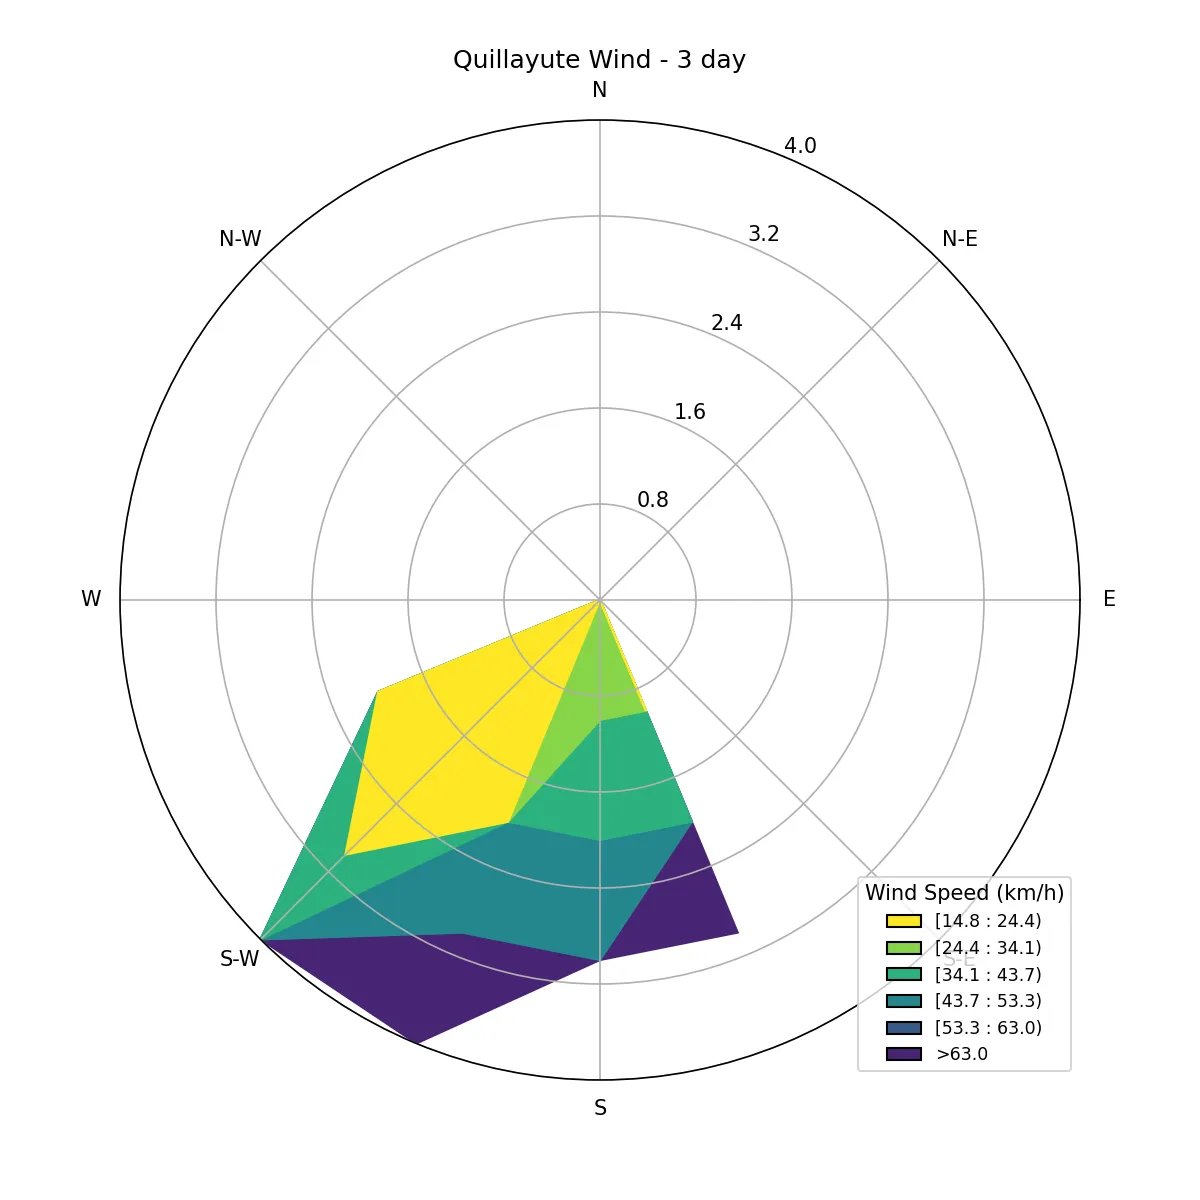 Quillayute Wind - 3 day
N
4.0
N-W
3.2
N-E
2.4
1.6
0.8
W
E
Wind Speed (km/h)
[14.8 : 24.4)
[24.4 : 34.1)
S-W
S-E
[34.1 : 43.7)
[43.7 : 53.3)
[53.3 : 63.0)
>63.0
S